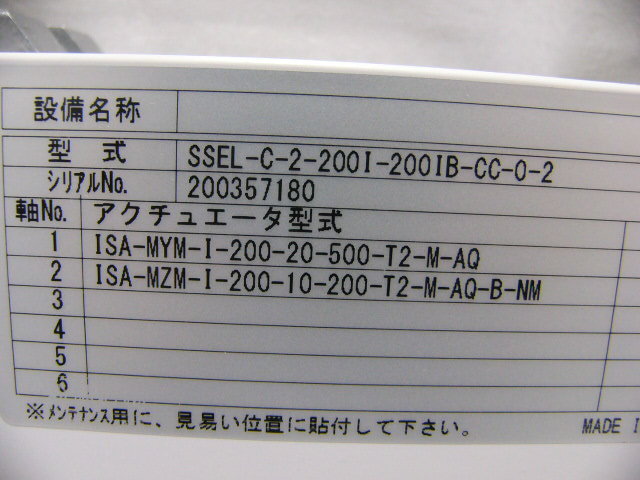 設備名称
型式 SSEL-C-2-200I-200IB-CC-0-2
シリアルNo. 200357180
軸No. アクチュエータ型式
1 ISA-MYM-I-200-20-500-T2-M-AQ
2 ISA-MZM-I-200-10-200-T2-M-AQ-B-NM
3
4
5
6
※メンテナンス用に、見易い位置に貼付して下さい。 MADE I